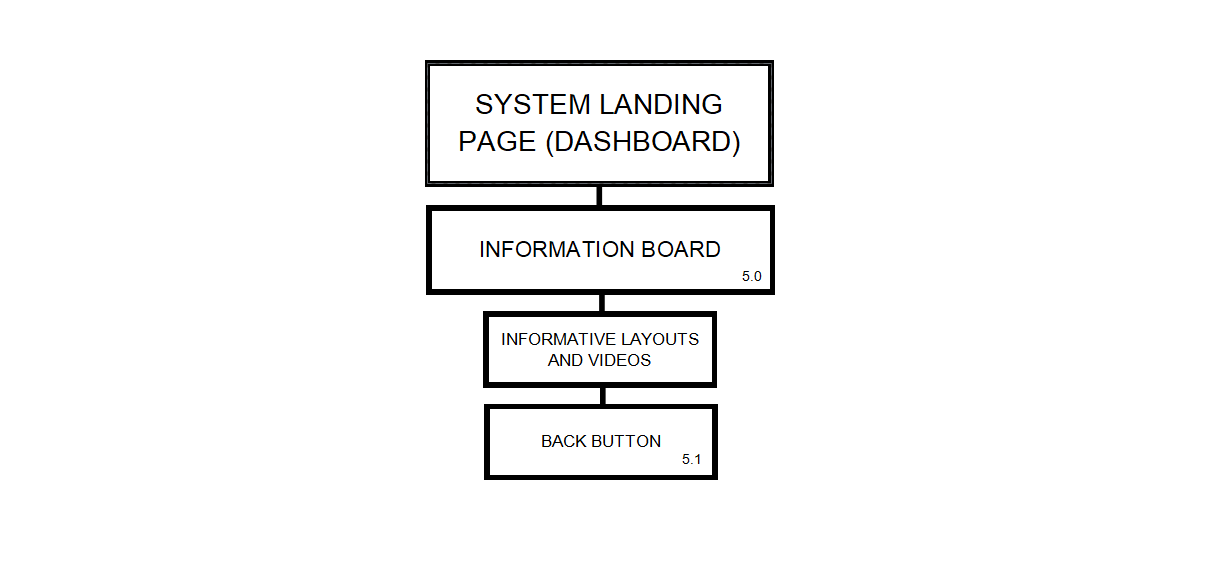 SYSTEM LANDING
PAGE (DASHBOARD)
INFORMATION BOARD
5.0
INFORMATIVE LAYOUTS
AND VIDEOS
BACK BUTTON
5.1